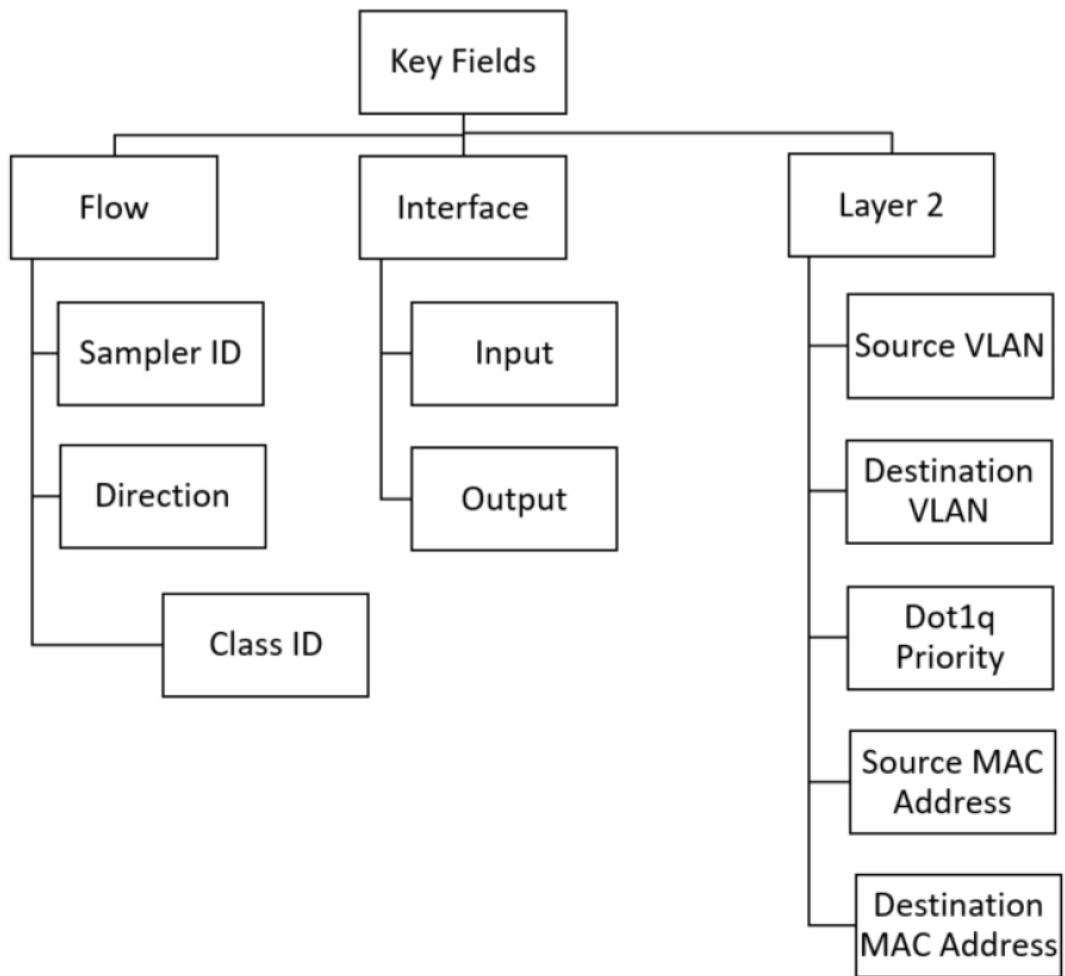 Key Fields
Flow
Interface
Layer 2
Sampler ID
Input
Source VLAN
Direction
Output
Destination
VLAN
Class ID
Dot1q
Priority
Source MAC
Address
Destination
MAC Address